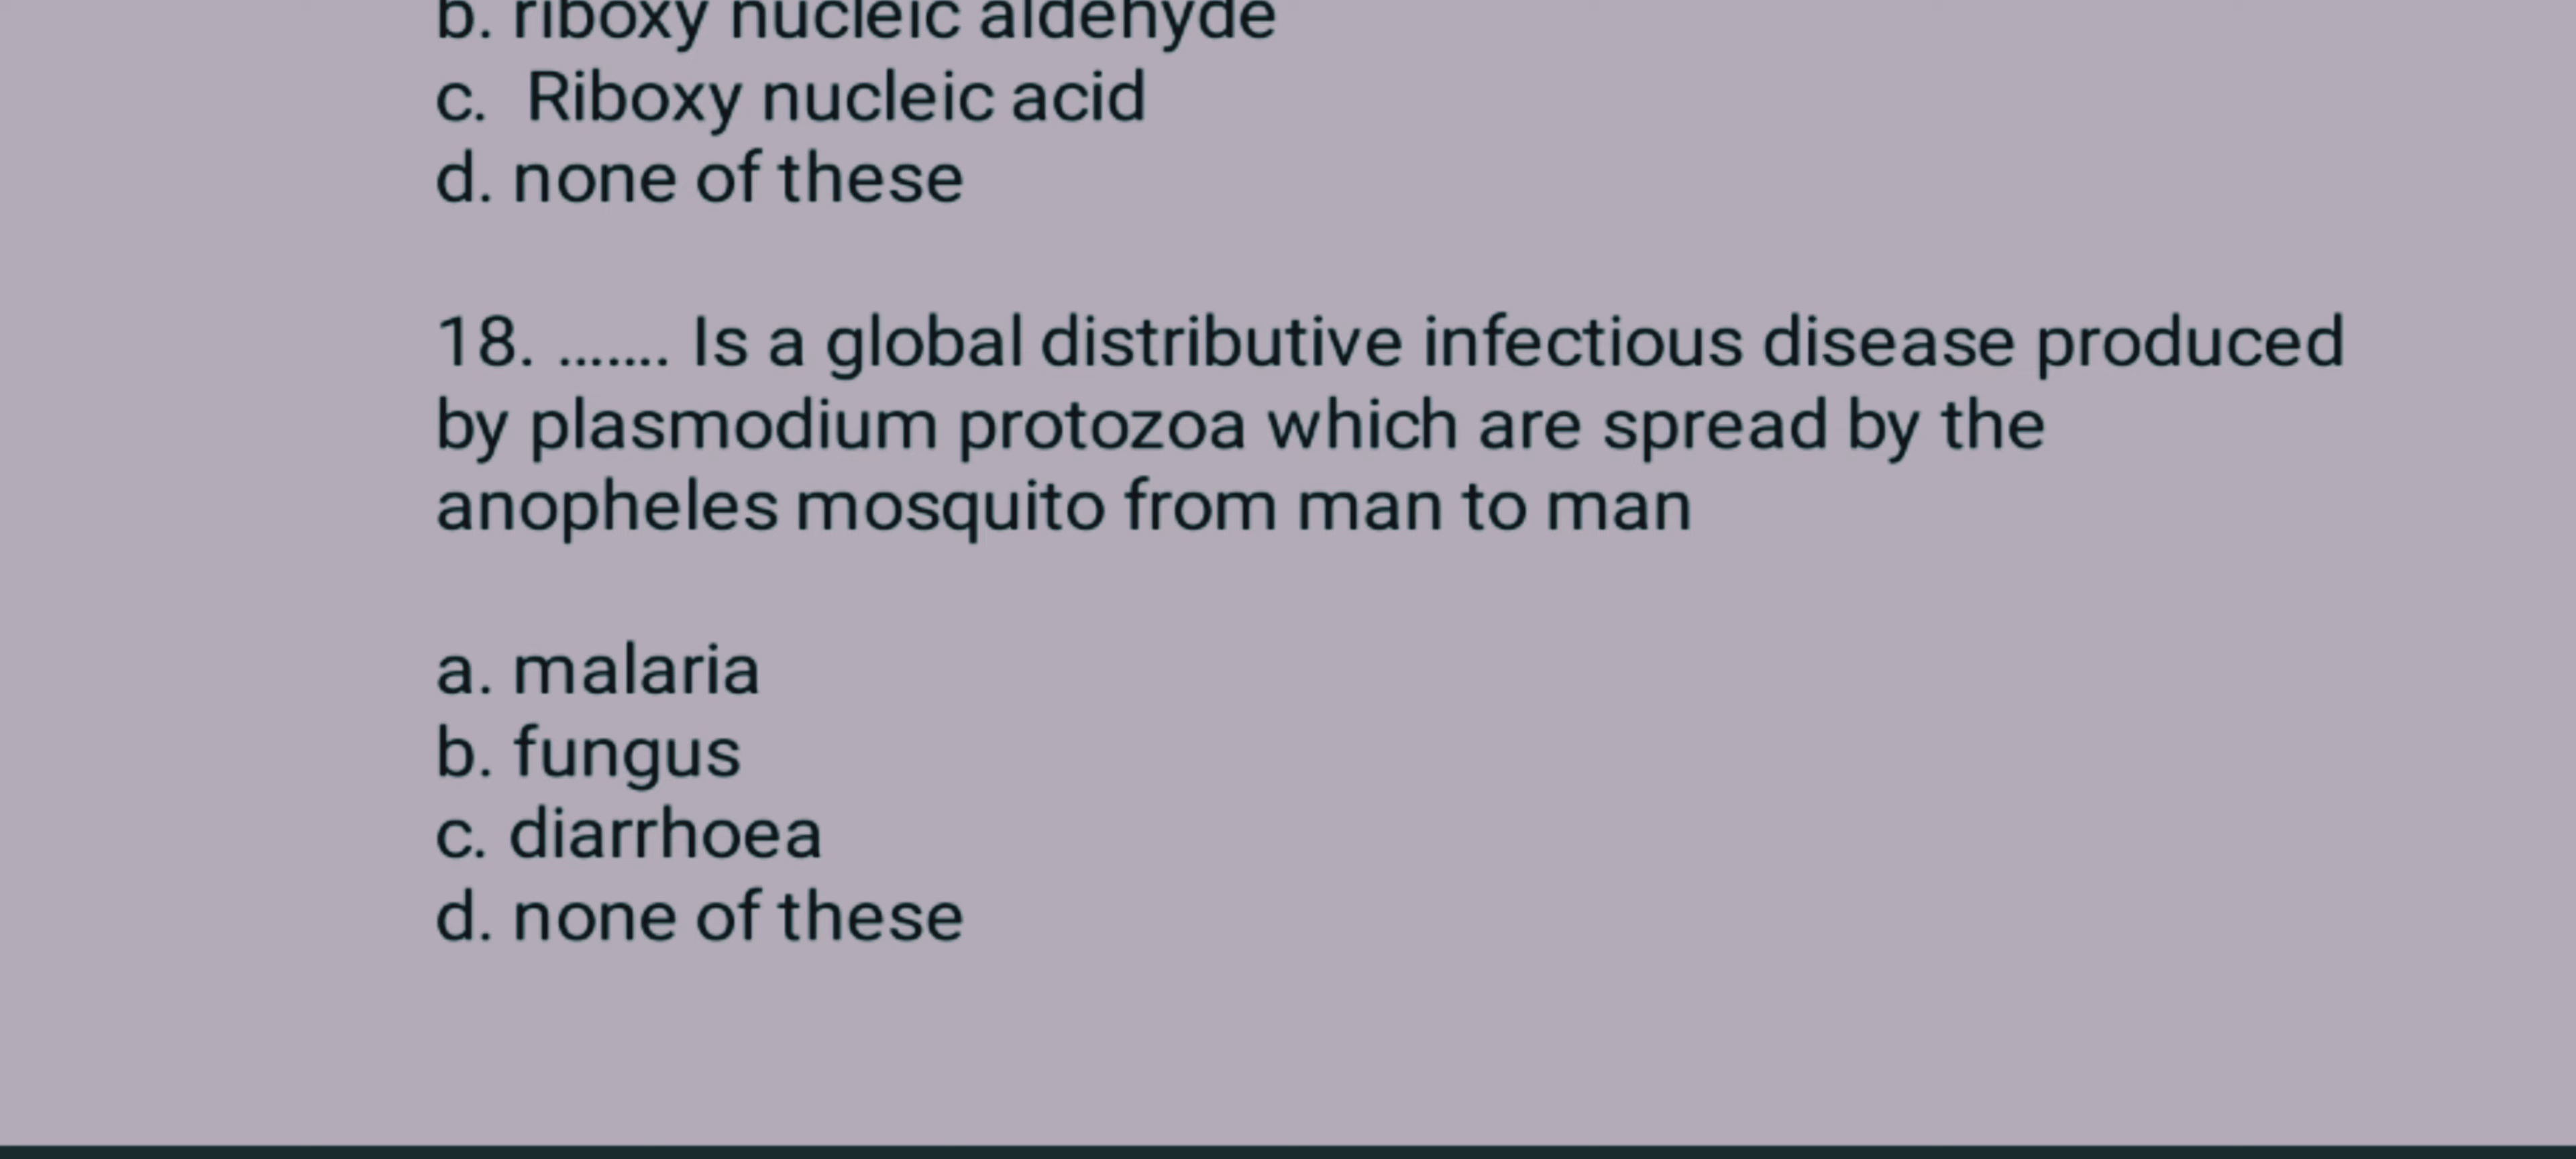 b. riboxy nucleic aldehyde
c. Riboxy nucleic acid
d. none of these
18. ....... Is a global distributive infectious disease produced
by plasmodium protozoa which are spread by the
anopheles mosquito from man to man
a. malaria
b. fungus
c. diarrhoea
d. none of these